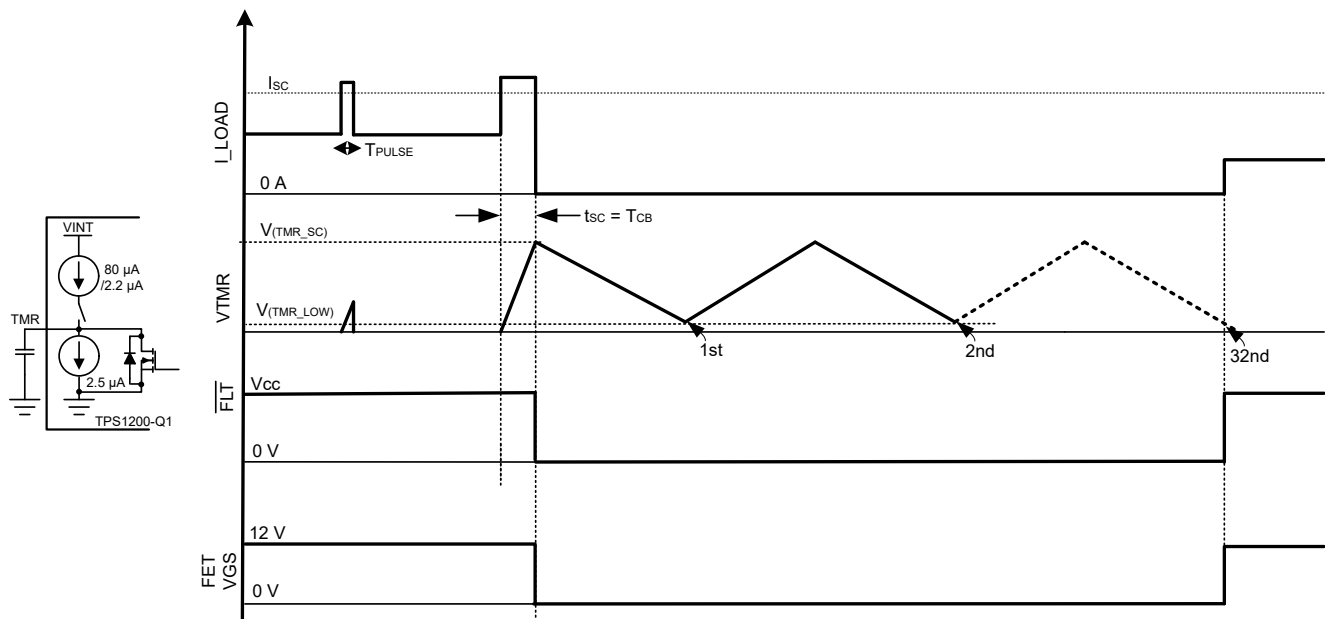 I_LOAD
ISC
TPULSE
0 A
tSC = TCB
VTMR
V(TMR_SC)
V(TMR_LOW)
1st
2nd
32nd
VINT
80 µA
/2.2 µA
TMR
2.5 µA
TPS1200-Q1
FLT
Vcc
0 V
FET
VGS
12 V
0 V